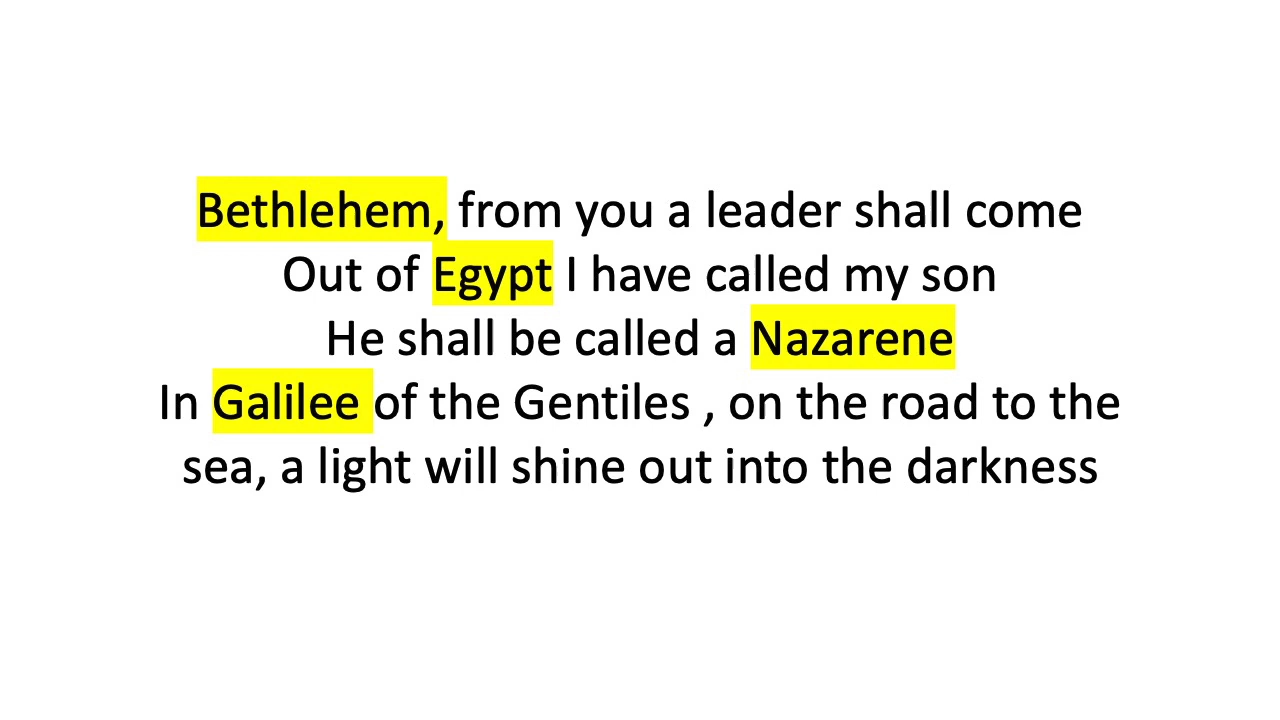 Bethlehem, from you a leader shall come
Out of Egypt I have called my son
He shall be called a Nazarene
In Galilee of the Gentiles , on the road to the
sea, a light will shine out into the darkness